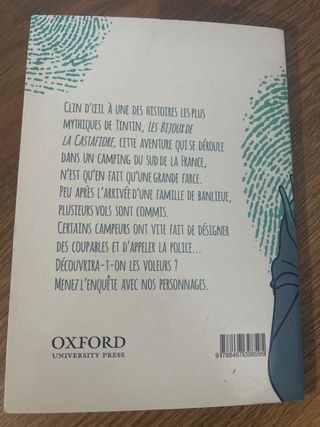 Clin d'œil à une des histoires les plus
mythiques de Tintin, Les Bijoux de
la Castafiore, cette aventure qui se déroule
dans un camping du sud de la France,
n'est qu'en fait qu'une grande farce.
Peu après l'arrivée d'une famille de banlieue,
plusieurs vols sont commis.
Certains campeurs ont vite fait de désigner
des coupables et d'appeler la police...
Découvrira-t-on les voleurs ?
Menez l'enquête avec nos personnages.
OXFORD
UNIVERSITY PRESS